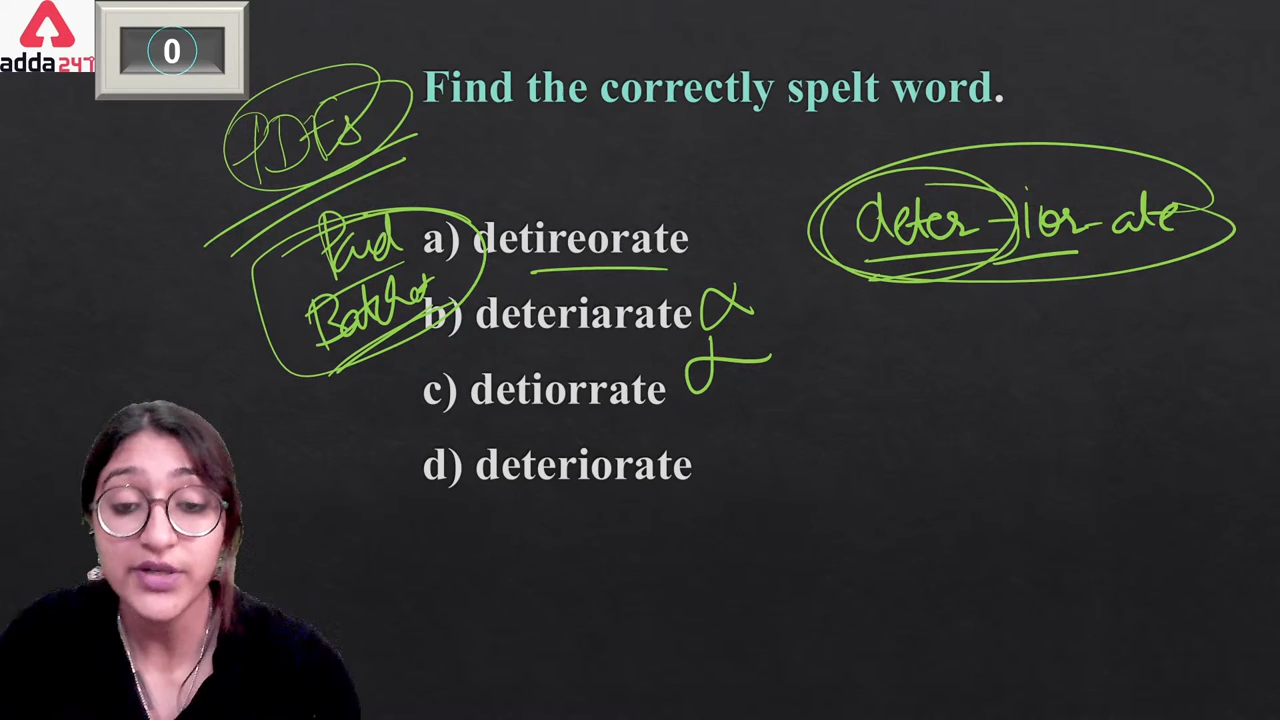 adda247
0
Find the correctly spelt word.
PDFs
deter-ior-ate
Paid
Batches
a) detireorate
b) deteriarate
c) detiorrate
d) deteriorate